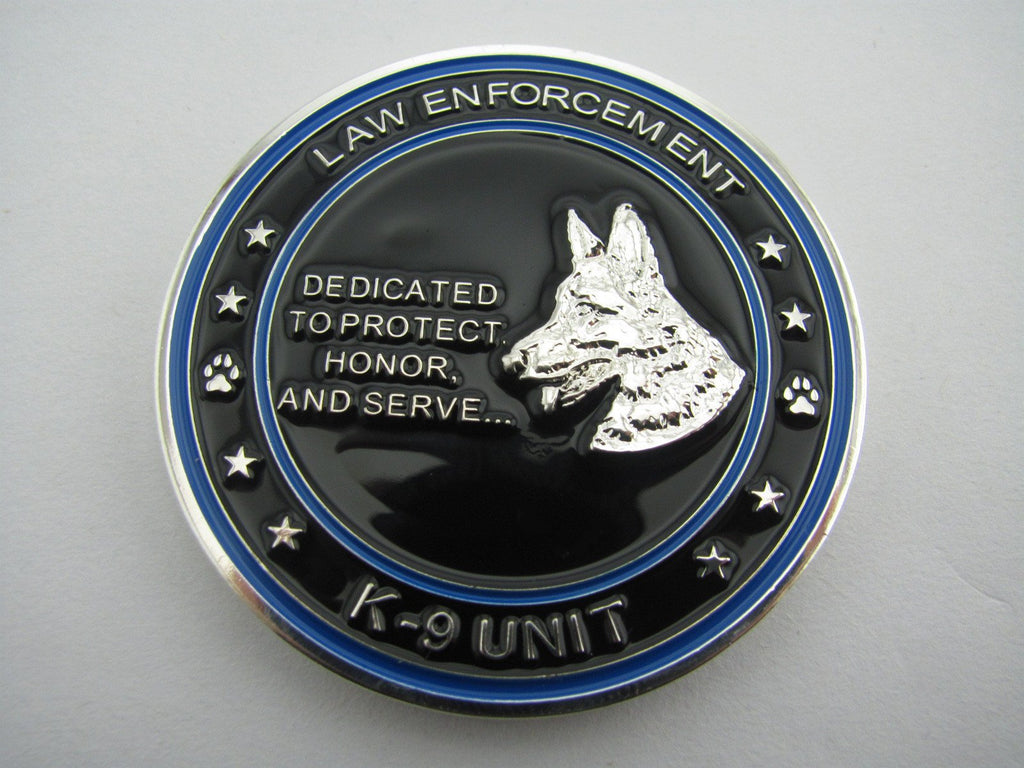 LAW ENFORCEMENT
DEDICATED
TO PROTECT,
HONOR,
AND SERVE...
K-9 UNIT